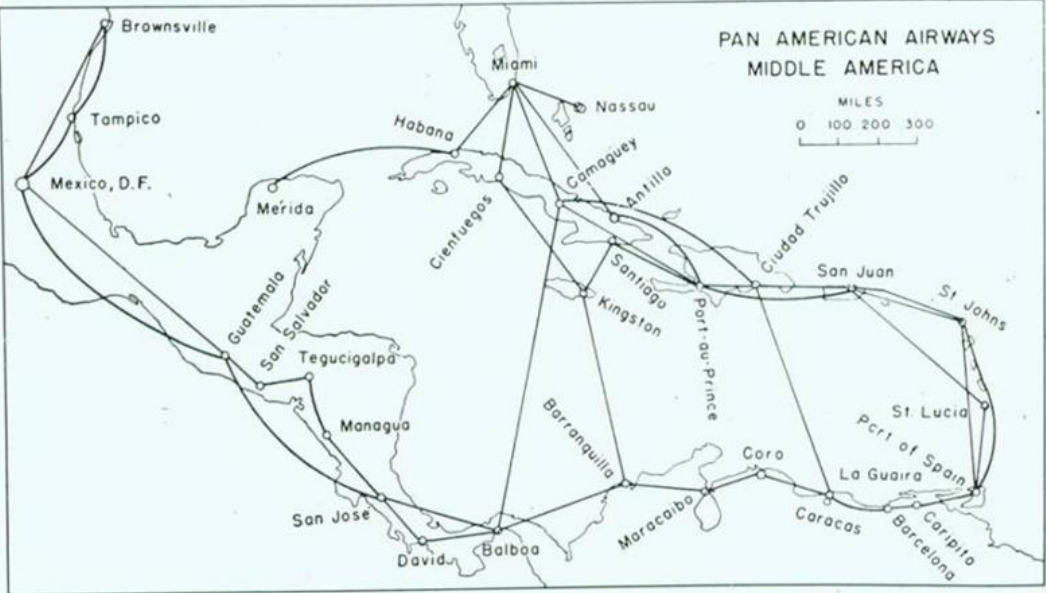 PAN AMERICAN AIRWAYS
MIDDLE AMERICA
MILES
0 100 200 300
Brownsville
Tampico
Mexico, D.F.
Mérida
Habana
Miami
Nassau
Camaguey
Antilla
Cienfuegos
Santiago
Kingston
Port-au-Prince
Ciudad Trujillo
San Juan
St. Johns
St. Lucia
Port of Spain
Guatemala
San Salvador
Tegucigalpa
Managua
San José
David
Balboa
Barranquilla
Maracaibo
Coro
La Guaira
Caracas
Barcelona
Caripito